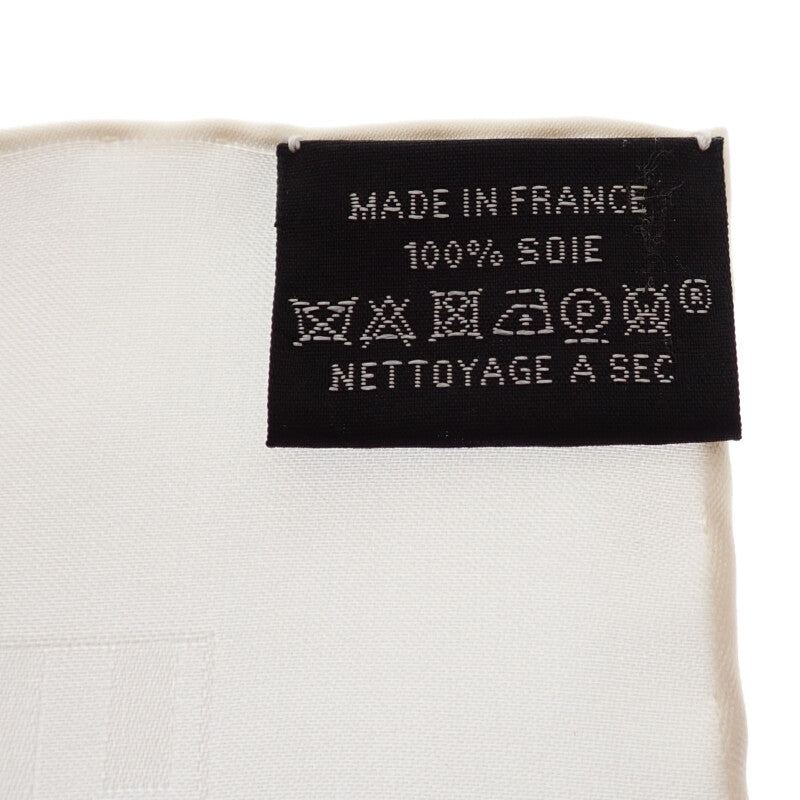 MADE IN FRANCE
100% SOIE
P ®
NETTOYAGE A SEC